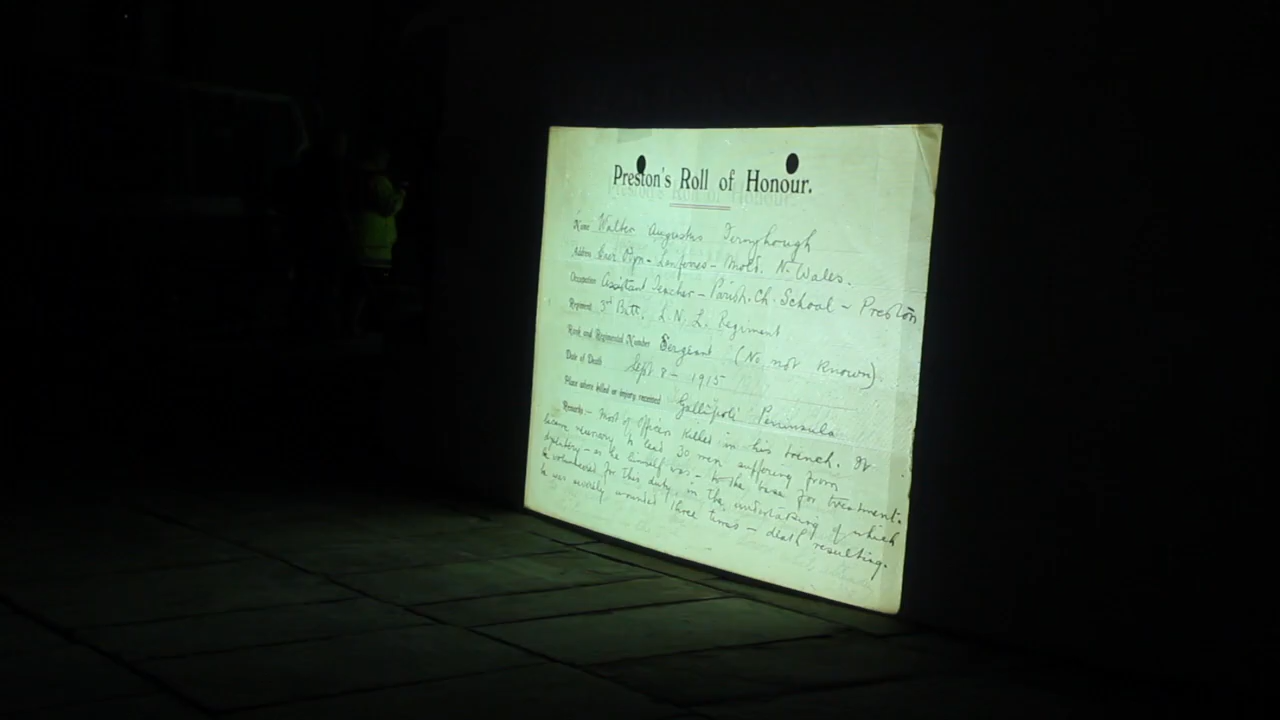 Preston's Roll of Honour.
Name Walter Augustus Fernyhough
Address - Mold. N. Wales.
Occupation Assistant Teacher - Parish. Ch. School - Preston
Regiment 3rd Batt. L. N. L. Regiment
Rank and Regimental Number Sergeant (No not known).
Date of Death Sept 8 - 1915
Place where killed or injury received Gallipoli Peninsula
Remarks:- Most of officers killed in his trench. It
became necessary to lead 30 men suffering from
dysentery - as he himself was - to the base for treatment.
He volunteered for this duty, in the undertaking of which
he was severely wounded three times - death resulting.